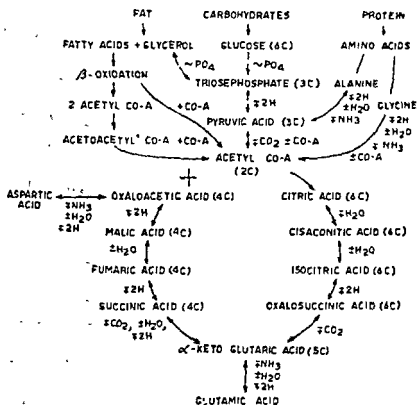 FAT CARBOHYDRATES PROTEIN
FATTY ACIDS + GLYCEROL GLUCOSE (6C) AMINO ACIDS
~PO4 ~PO4
β-OXIDATION TRIOSEPHOSPHATE (3C) ALANINE
∓2H ∓2H
2 ACETYL CO-A +CO-A ±H2O GLYCINE
PYRUVIC ACID (3C) ∓NH3 ∓2H
±H2O
ACETOACETYL CO-A +CO-A ∓CO2 ±CO-A ∓NH3
ACETYL CO-A ±CO-A
(2C)
+
ASPARTIC ACID OXALOACETIC ACID (4C) CITRIC ACID (6C)
∓NH3
±H2O
∓2H
∓2H ∓H2O
MALIC ACID (4C) CISACONITIC ACID (6C)
±H2O ±H2O
FUMARIC ACID (4C) ISOCITRIC ACID (6C)
∓2H ∓2H
SUCCINIC ACID (4C) OXALOSUCCINIC ACID (6C)
∓CO2, ±H2O, ∓CO2
∓2H
α-KETO GLUTARIC ACID (5C)
∓NH3
±H2O
∓2H
GLUTAMIC ACID